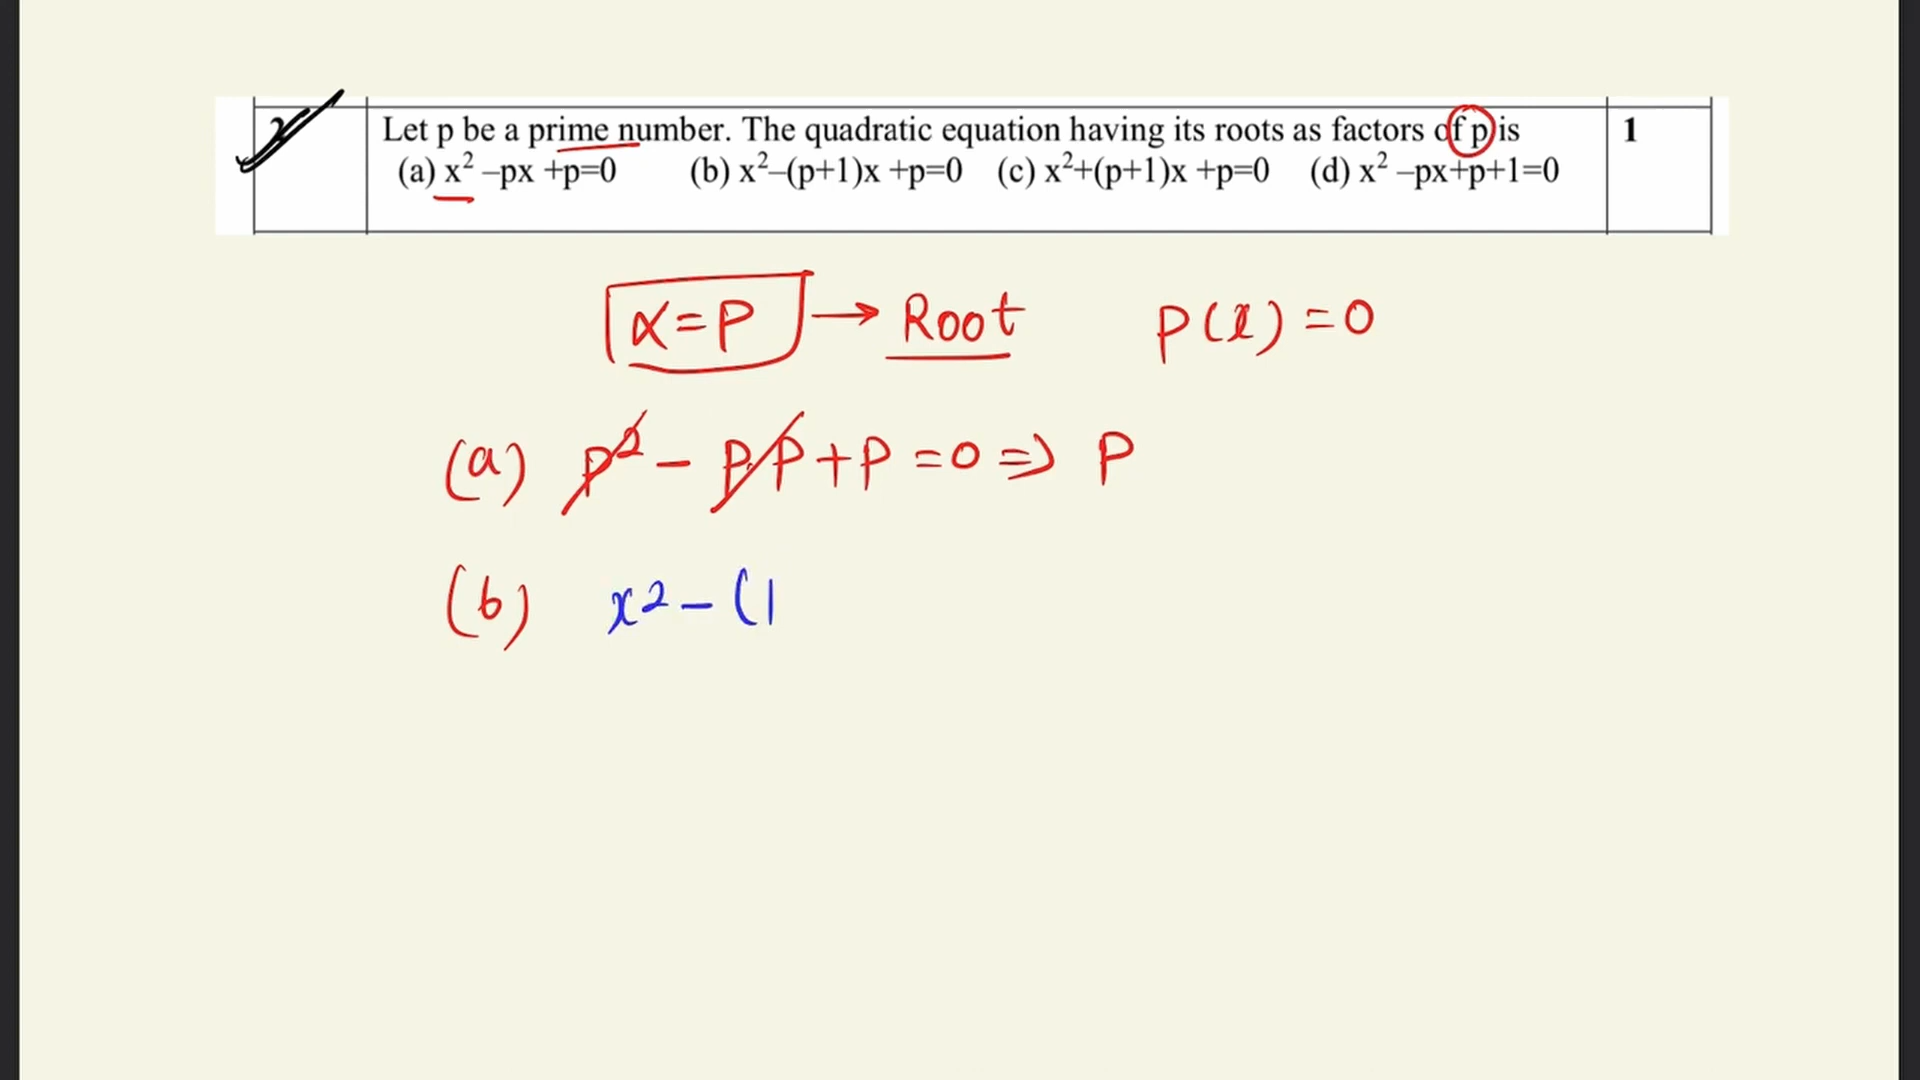 2 Let p be a prime number. The quadratic equation having its roots as factors of p is 1
(a) x² –px +p=0 (b) x²–(p+1)x +p=0 (c) x²+(p+1)x +p=0 (d) x² –px+p+1=0
α=P → Root P(α)=0
(a) p² - p.p+p =0 => P
(b) x² - (1